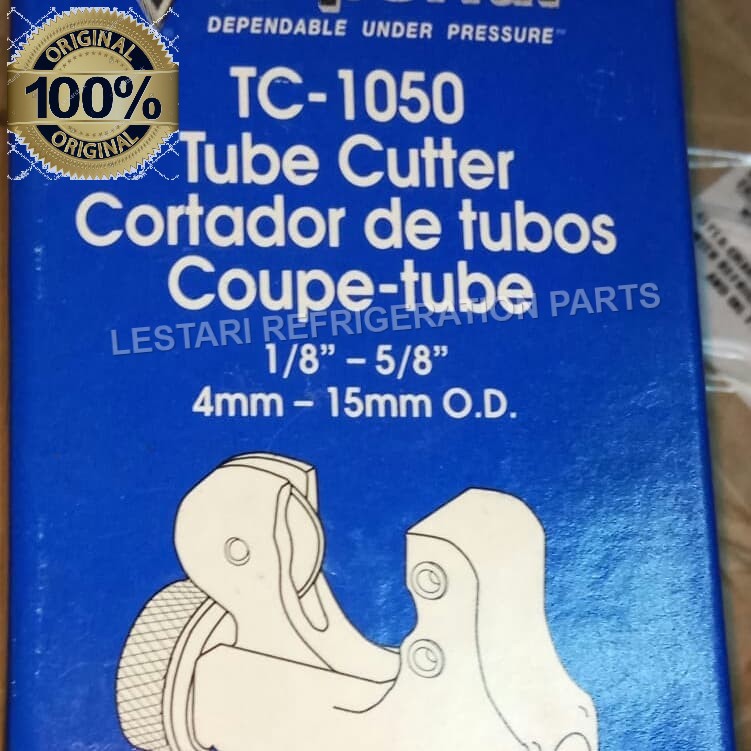 DEPENDABLE UNDER PRESSURE™
ORIGINAL
100%
ORIGINAL
TC-1050
Tube Cutter
Cortador de tubos
Coupe-tube
LESTARI REFRIGERATION PARTS
1/8” – 5/8”
4mm – 15mm O.D.